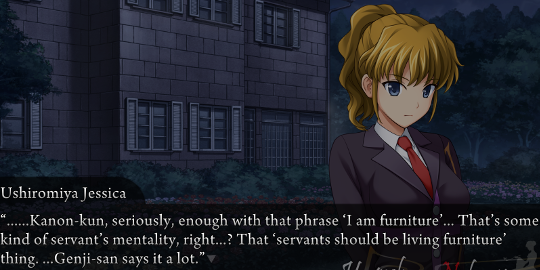 Ushiromiya Jessica
“......Kanon-kun, seriously, enough with that phrase ‘I am furniture’... That’s some
kind of servant’s mentality, right...? That ‘servants should be living furniture’
thing. ...Genji-san says it a lot.”